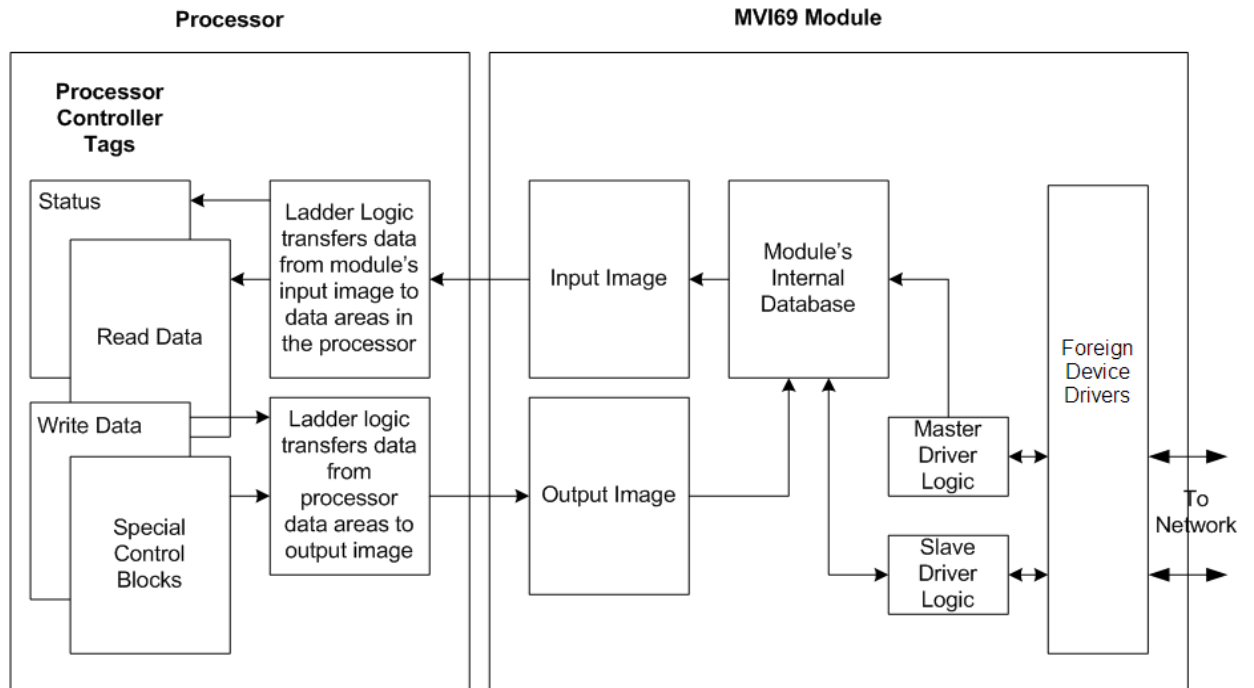 Processor
MVI69 Module
Processor
Controller
Tags
Status
Read Data
Write Data
Special
Control
Blocks
Ladder Logic
transfers data
from module's
input image to
data areas in
the processor
Ladder logic
transfers data
from
processor
data areas to
output image
Input Image
Output Image
Module's
Internal
Database
Master
Driver
Logic
Slave
Driver
Logic
Foreign
Device
Drivers
To
Network